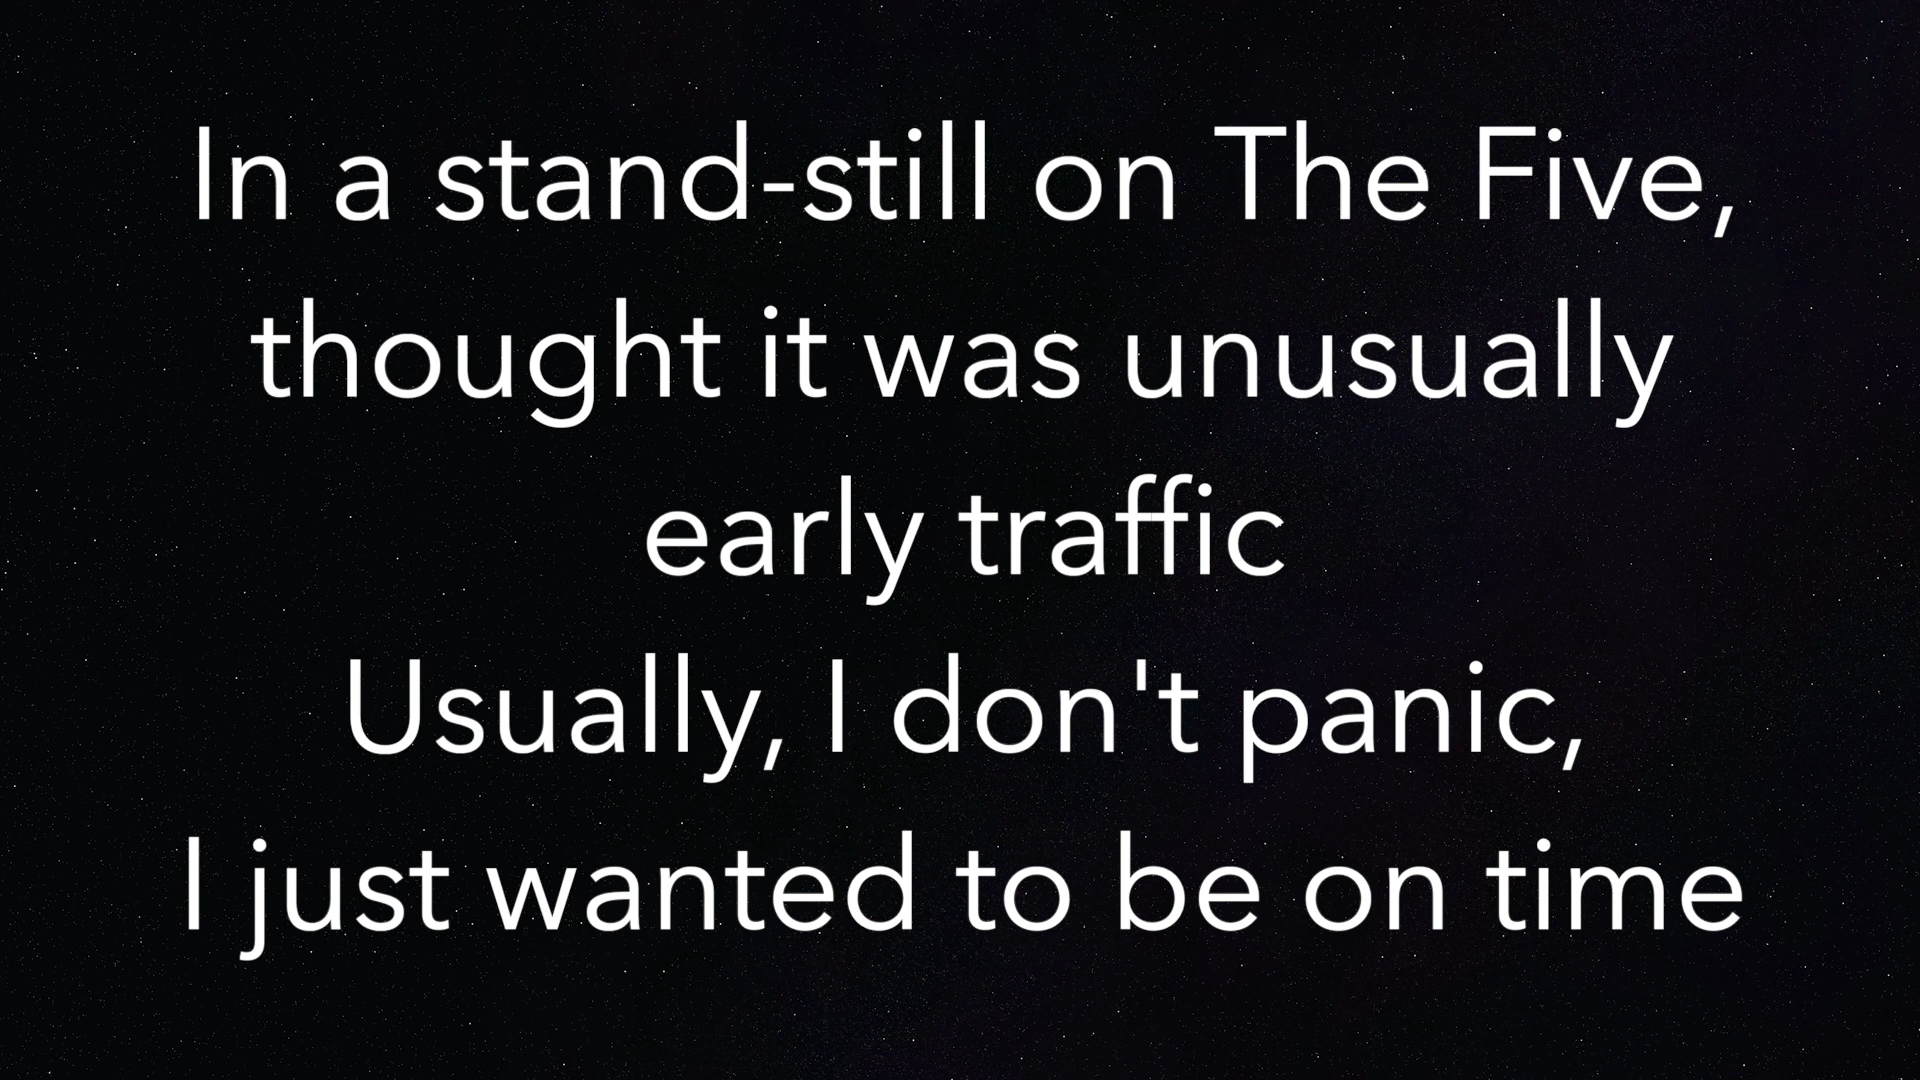 In a stand-still on The Five,
thought it was unusually
early traffic
Usually, I don't panic,
I just wanted to be on time